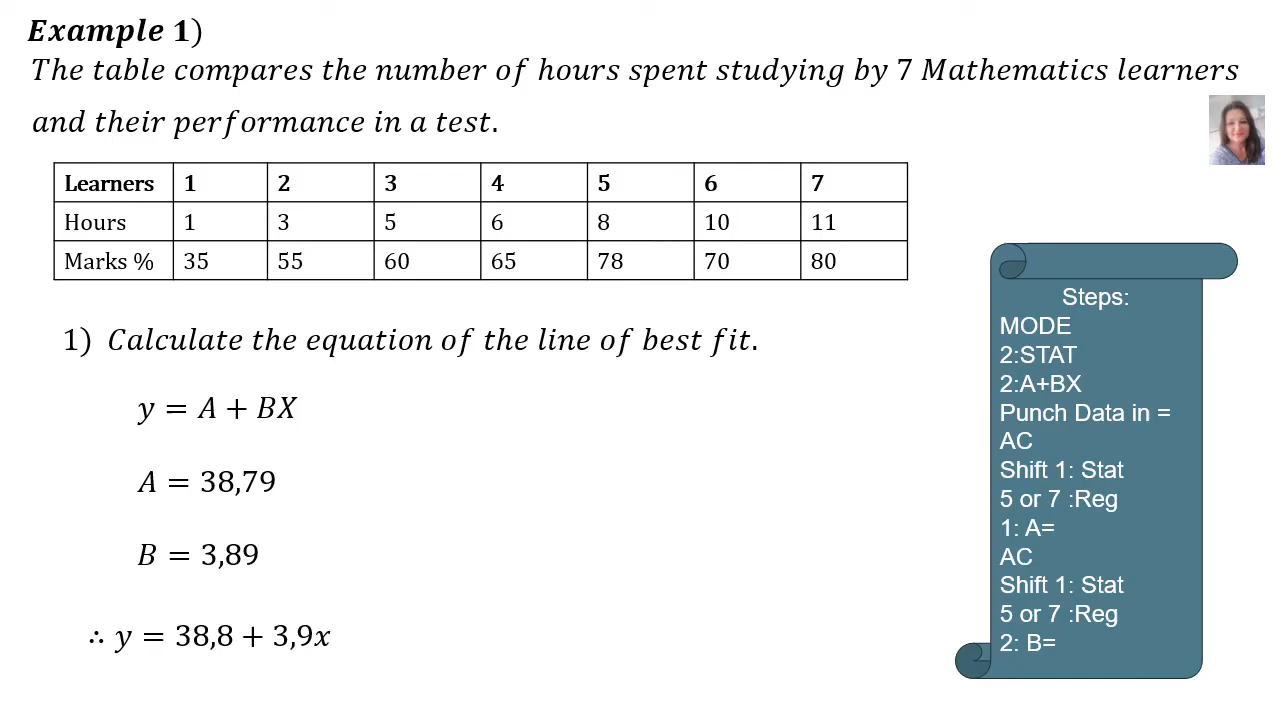 Example 1)
The table compares the number of hours spent studying by 7 Mathematics learners
and their performance in a test.
Learners 1 2 3 4 5 6 7
Hours 1 3 5 6 8 10 11
Marks % 35 55 60 65 78 70 80
1) Calculate the equation of the line of best fit.
y = A + BX
A = 38,79
B = 3,89
∴ y = 38,8 + 3,9x
Steps:
MODE
2:STAT
2:A+BX
Punch Data in =
AC
Shift 1: Stat
5 or 7 :Reg
1: A=
AC
Shift 1: Stat
5 or 7 :Reg
2: B=